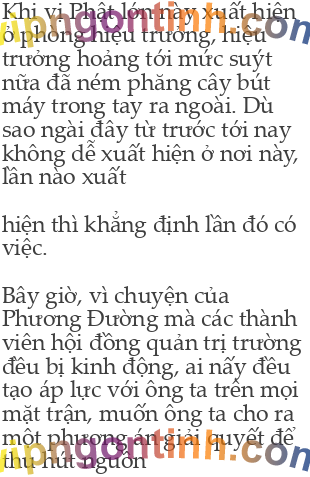 Khi vị Phật lớn này xuất hiện
ở phòng hiệu trưởng, hiệu
trưởng hoảng tới mức suýt
nữa đã ném phăng cây bút
máy trong tay ra ngoài. Dù
sao ngài đây từ trước tới nay
không dễ xuất hiện ở nơi này,
lần nào xuất
hiện thì khẳng định lần đó có
việc.
Bây giờ, vì chuyện của
Phương Đường mà các thành
viên hội đồng quản trị trường
đều bị kinh động, ai nấy đều
tạo áp lực với ông ta trên mọi
mặt trận, muốn ông ta cho ra
một phương án giải quyết để
thu hút nguồn
vipngontinh.com
vipngontinh.com